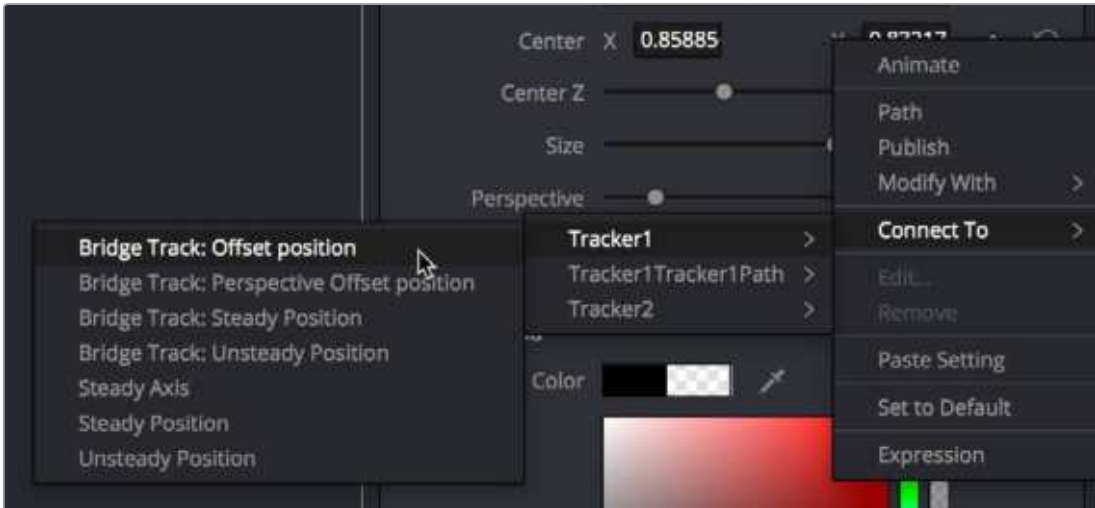 Center X 0.85885 Y 0.87217
Center Z
Size
Perspective
Animate
Path
Publish
Modify With >
Connect To >
Edit...
Remove
Paste Setting
Set to Default
Expression
Tracker1 >
Tracker1Tracker1Path >
Tracker2 >
Bridge Track: Offset position
Bridge Track: Perspective Offset position
Bridge Track: Steady Position
Bridge Track: Unsteady Position
Steady Axis
Steady Position
Unsteady Position
Color